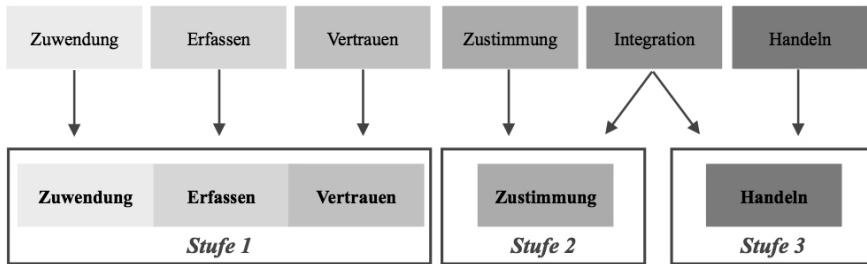 Zuwendung Erfassen Vertrauen Zustimmung Integration Handeln
Zuwendung Erfassen Vertrauen Zustimmung Handeln
Stufe 1 Stufe 2 Stufe 3